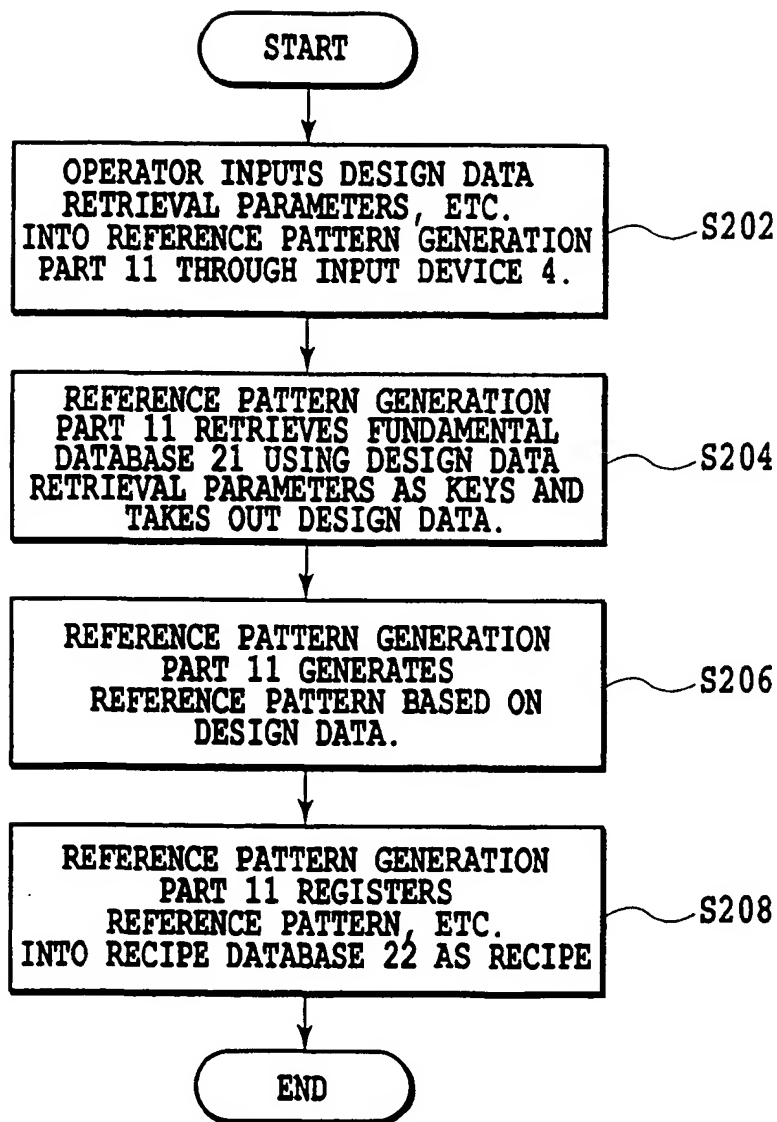 START
OPERATOR INPUTS DESIGN DATA
RETRIEVAL PARAMETERS, ETC.
INTO REFERENCE PATTERN GENERATION
PART 11 THROUGH INPUT DEVICE 4.
S202
REFERENCE PATTERN GENERATION
PART 11 RETRIEVES FUNDAMENTAL
DATABASE 21 USING DESIGN DATA
RETRIEVAL PARAMETERS AS KEYS AND
TAKES OUT DESIGN DATA.
S204
REFERENCE PATTERN GENERATION
PART 11 GENERATES
REFERENCE PATTERN BASED ON
DESIGN DATA.
S206
REFERENCE PATTERN GENERATION
PART 11 REGISTERS
REFERENCE PATTERN, ETC.
INTO RECIPE DATABASE 22 AS RECIPE
S208
END